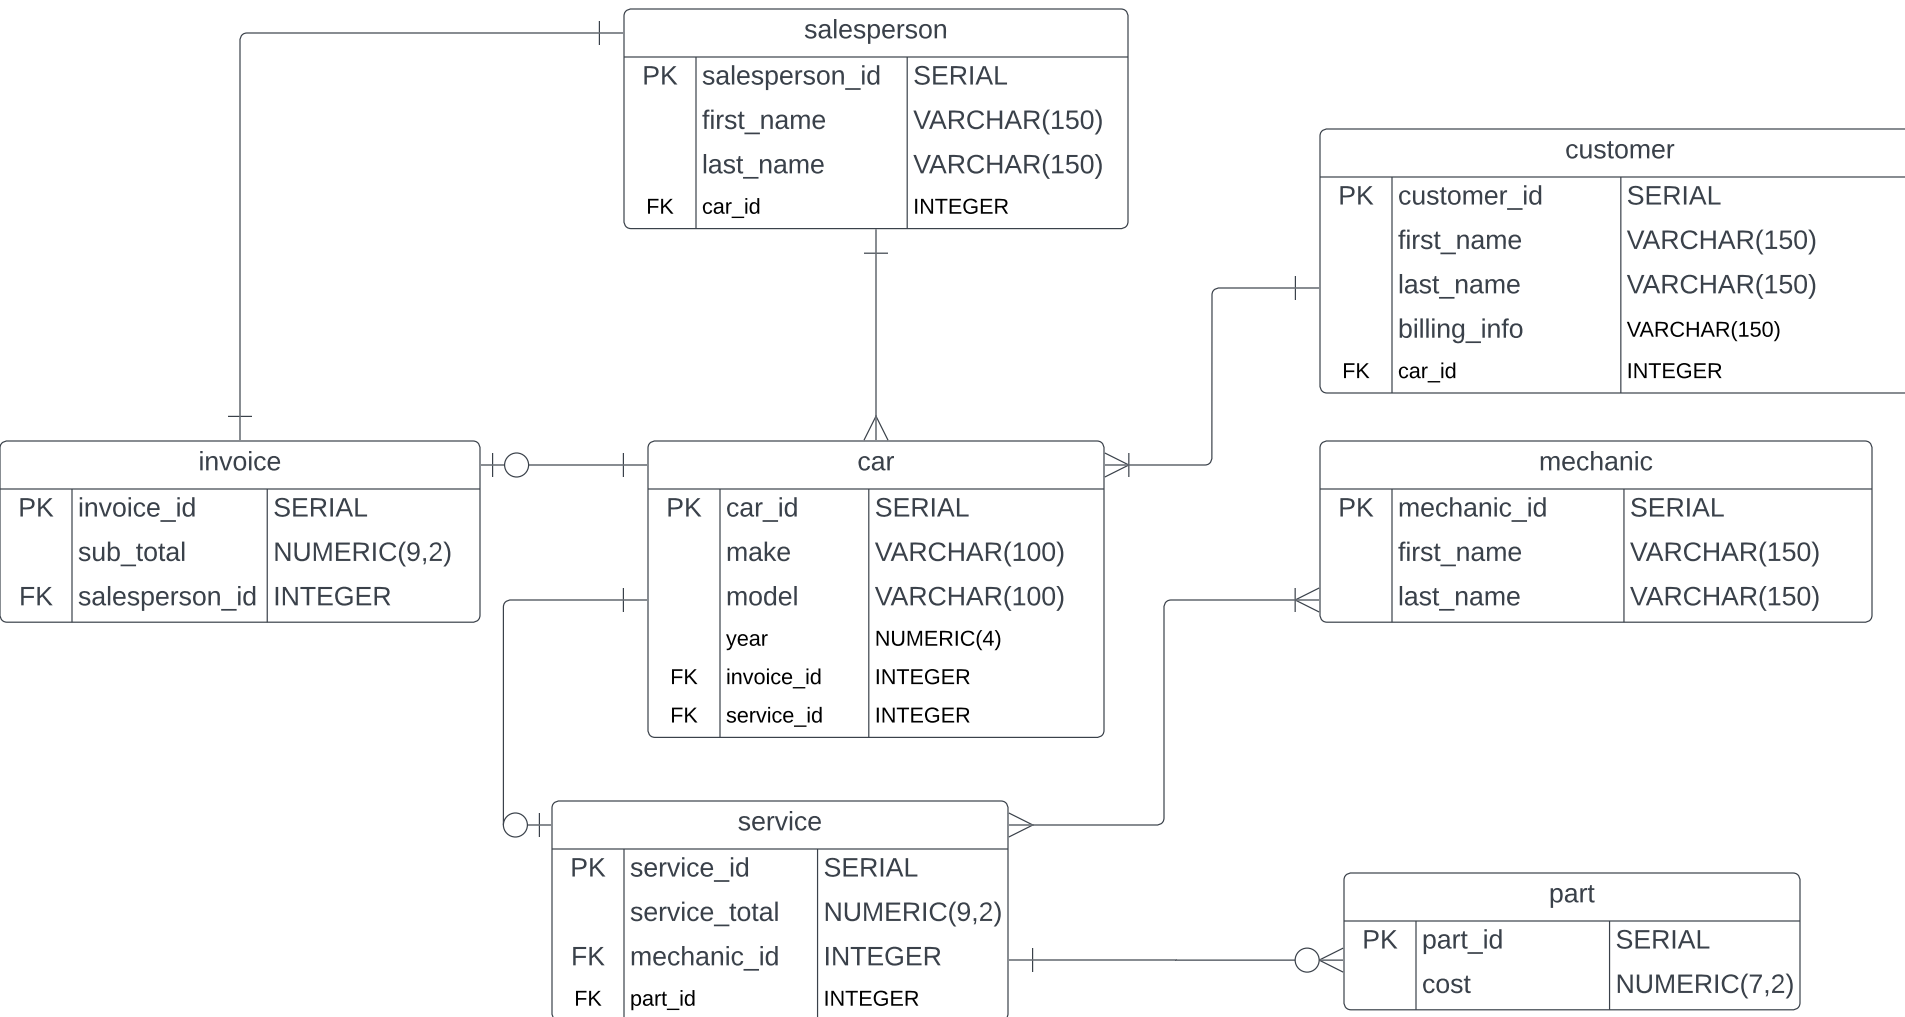 salesperson
PK salesperson_id SERIAL
first_name VARCHAR(150)
last_name VARCHAR(150)
FK car_id INTEGER
customer
PK customer_id SERIAL
first_name VARCHAR(150)
last_name VARCHAR(150)
billing_info VARCHAR(150)
FK car_id INTEGER
invoice
PK invoice_id SERIAL
sub_total NUMERIC(9,2)
FK salesperson_id INTEGER
car
PK car_id SERIAL
make VARCHAR(100)
model VARCHAR(100)
year NUMERIC(4)
FK invoice_id INTEGER
FK service_id INTEGER
mechanic
PK mechanic_id SERIAL
first_name VARCHAR(150)
last_name VARCHAR(150)
service
PK service_id SERIAL
service_total NUMERIC(9,2)
FK mechanic_id INTEGER
FK part_id INTEGER
part
PK part_id SERIAL
cost NUMERIC(7,2)